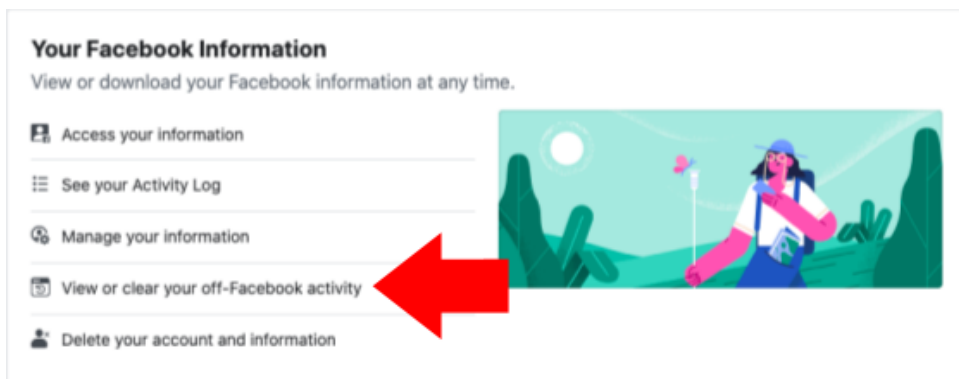 Your Facebook Information
View or download your Facebook information at any time.
Access your information
See your Activity Log
Manage your information
View or clear your off-Facebook activity
Delete your account and information